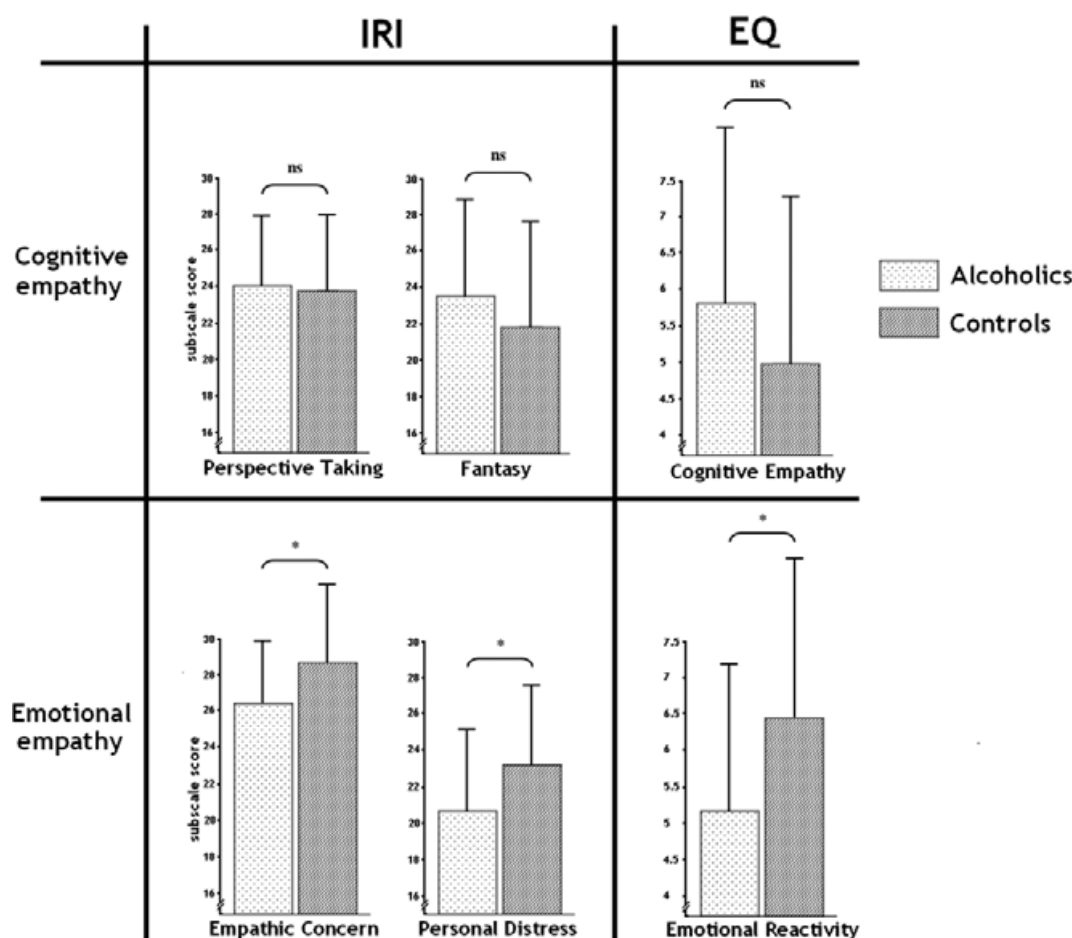 IRI
EQ
Cognitive
empathy
subscale score
30
28
26
24
22
20
18
16
ns
Perspective Taking
30
28
26
24
22
20
18
16
ns
Fantasy
7.5
7
6.5
6
5.5
5
4.5
4
ns
Cognitive Empathy
Alcoholics
Controls
Emotional
empathy
subscale score
30
28
26
24
22
20
18
16
*
Empathic Concern
30
28
26
24
22
20
18
16
*
Personal Distress
7.5
7
6.5
6
5.5
5
4.5
4
*
Emotional Reactivity